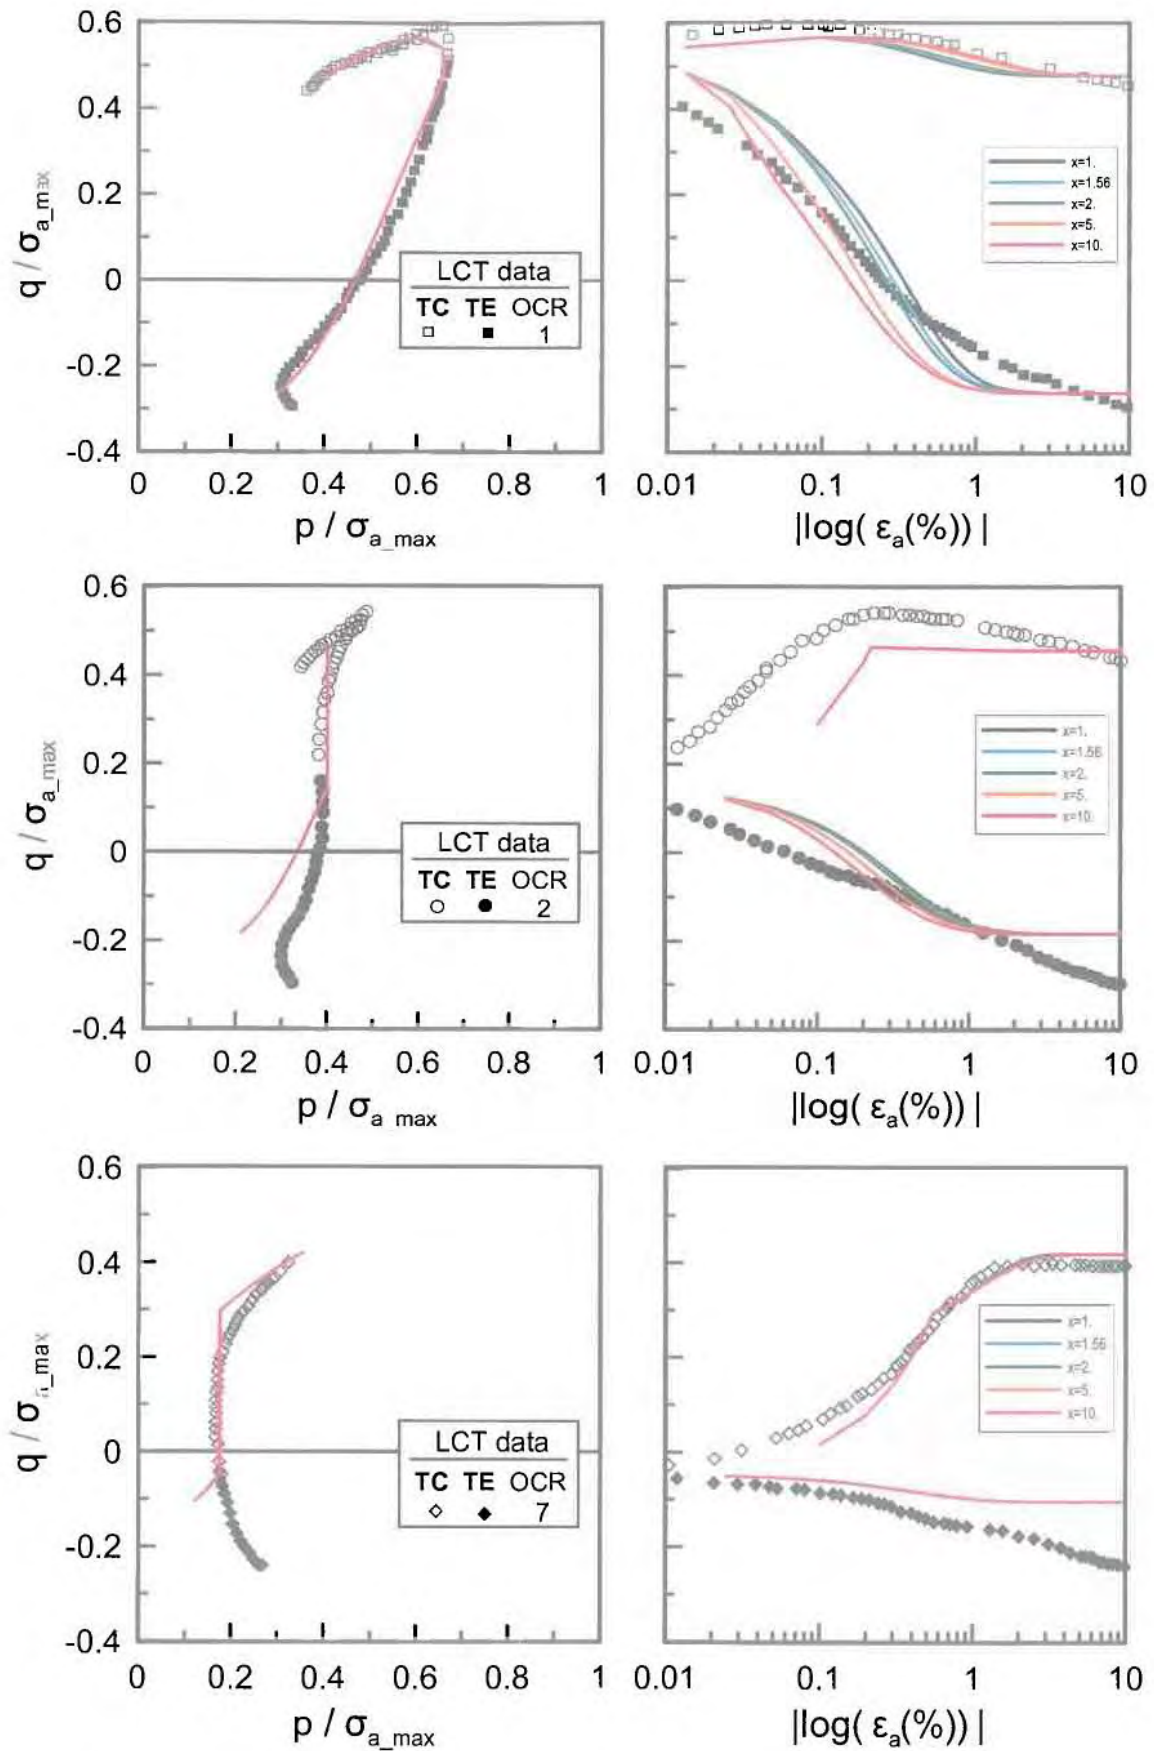 0.6
0.4
0.2
0
-0.2
-0.4
q / σa_max
0 0.2 0.4 0.6 0.8 1
p / σa_max
LCT data
TC TE OCR
1
x=1.
x=1.56
x=2.
x=5.
x=10.
0.01 0.1 1 10
|log( εa(%)) |
0.6
0.4
0.2
0
-0.2
-0.4
q / σa_max
0 0.2 0.4 0.6 0.8 1
p / σa_max
LCT data
TC TE OCR
2
x=1.
x=1.56
x=2.
x=5.
x=10.
0.01 0.1 1 10
|log( εa(%)) |
0.6
0.4
0.2
0
-0.2
-0.4
q / σa_max
0 0.2 0.4 0.6 0.8 1
p / σa_max
LCT data
TC TE OCR
7
x=1.
x=1.56
x=2.
x=5.
x=10.
0.01 0.1 1 10
|log( εa(%)) |